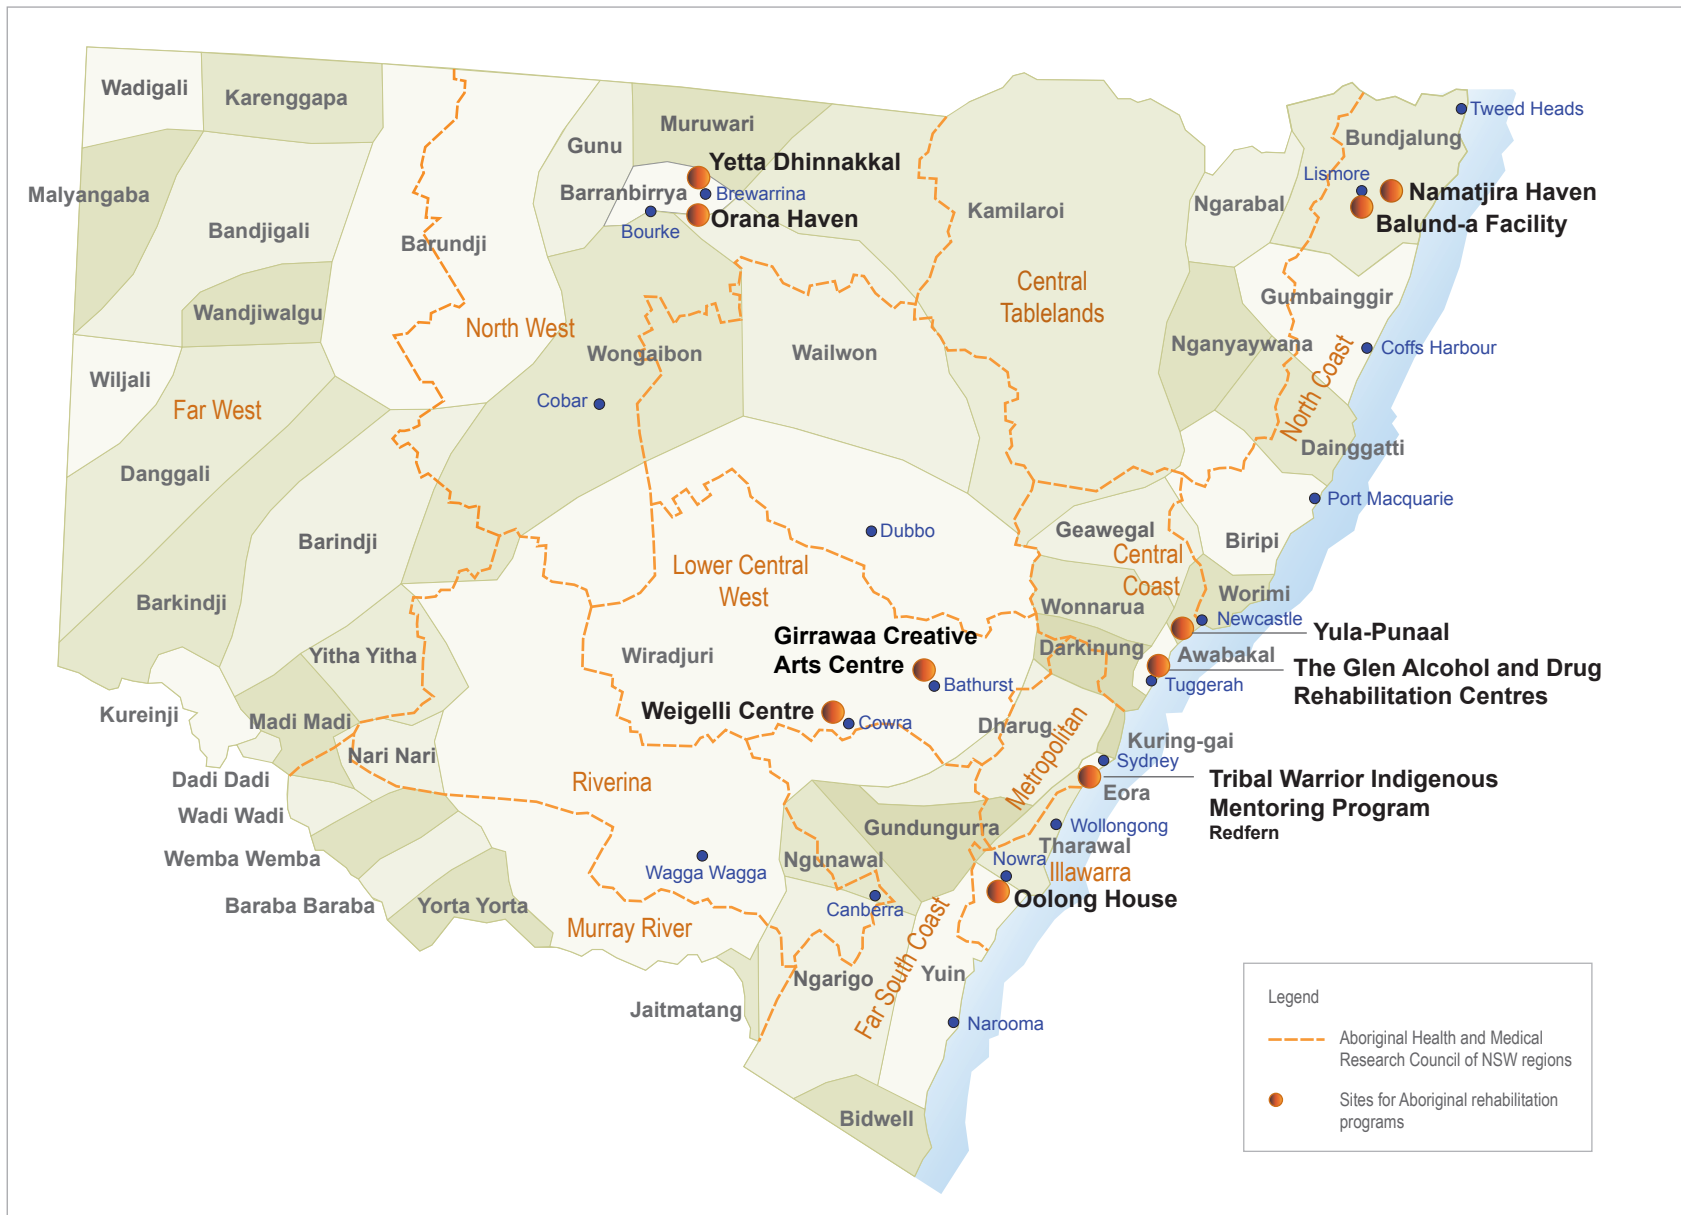 Wadigali
Karenggapa
Muruwari
Tweed Heads
Bundjalung
Gunu
Yetta Dhinnakkal
Lismore
Malyangaba
Barranbirrya
Brewarrina
Namatjira Haven
Ngarabal
Kamilaroi
Orana Haven
Balund-a Facility
Bandjigali
Barundji
Bourke
Central
Tablelands
Gumbainggir
Wandjiwalgu
North West
Wongaibon
Wailwon
Nganyaywana
Coffs Harbour
Wiljali
North Coast
Cobar
Far West
Dainggatti
Danggali
Port Macquarie
Dubbo
Geawegal
Barindji
Biripi
Central
Coast
Lower Central
West
Barkindji
Wonnarua
Worimi
Newcastle
Yula-Punaal
Girrawaa Creative
Arts Centre
Darkinung
Yitha Yitha
Wiradjuri
Awabakal
The Glen Alcohol and Drug
Rehabilitation Centres
Bathurst
Tuggerah
Kureinji
Madi Madi
Weigelli Centre
Cowra
Dharug
Kuring-gai
Metropolitan
Nari Nari
Sydney
Dadi Dadi
Riverina
Tribal Warrior Indigenous
Mentoring Program
Redfern
Eora
Wadi Wadi
Wollongong
Gundungurra
Tharawal
Wemba Wemba
Ngunawal
Nowra
Wagga Wagga
Illawarra
Oolong House
Baraba Baraba
Yorta Yorta
Canberra
Murray River
Far South Coast
Ngarigo
Yuin
Jaitmatang
Narooma
Bidwell
Legend
Aboriginal Health and Medical
Research Council of NSW regions
Sites for Aboriginal rehabilitation
programs